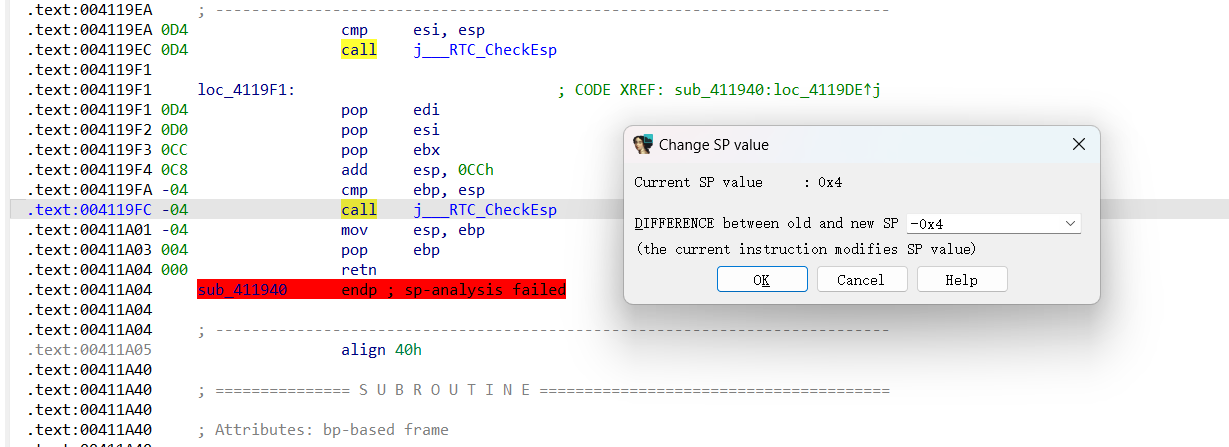 .text:004119EA ; ---------------------------------------------------------------------------
.text:004119EA 0D4 cmp esi, esp
.text:004119EC 0D4 call j___RTC_CheckEsp
.text:004119F1
.text:004119F1 loc_4119F1: ; CODE XREF: sub_411940:loc_4119DE↑j
.text:004119F1 0D4 pop edi
.text:004119F2 0D0 pop esi
.text:004119F3 0CC pop ebx
.text:004119F4 0C8 add esp, 0CCh
.text:004119FA -04 cmp ebp, esp
.text:004119FC -04 call j___RTC_CheckEsp
.text:00411A01 -04 mov esp, ebp
.text:00411A03 004 pop ebp
.text:00411A04 000 retn
.text:00411A04 sub_411940 endp ; sp-analysis failed
.text:00411A04
.text:00411A04 ; ---------------------------------------------------------------------------
.text:00411A05 align 40h
.text:00411A40
.text:00411A40 ; =============== S U B R O U T I N E =======================================
.text:00411A40
.text:00411A40 ; Attributes: bp-based frame
.text:00411A40
Change SP value
Current SP value : 0x4
DIFFERENCE between old and new SP -0x4
(the current instruction modifies SP value)
OK Cancel Help